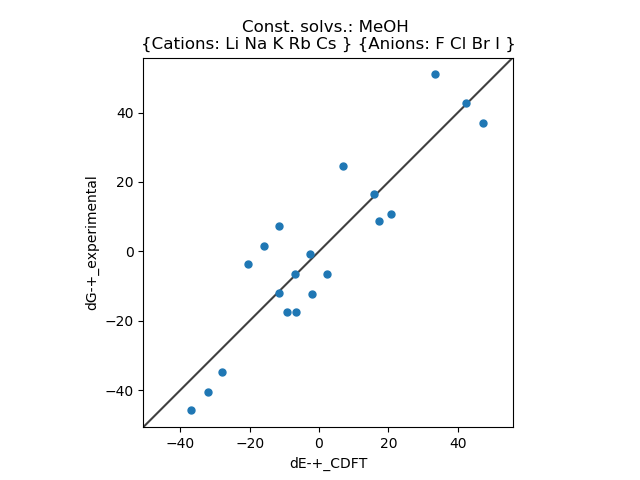 Const. solvs.: MeOH
{Cations: Li Na K Rb Cs } {Anions: F Cl Br I }
40
20
0
−20
−40
dG-+_experimental
−40 −20 0 20 40
dE-+_CDFT